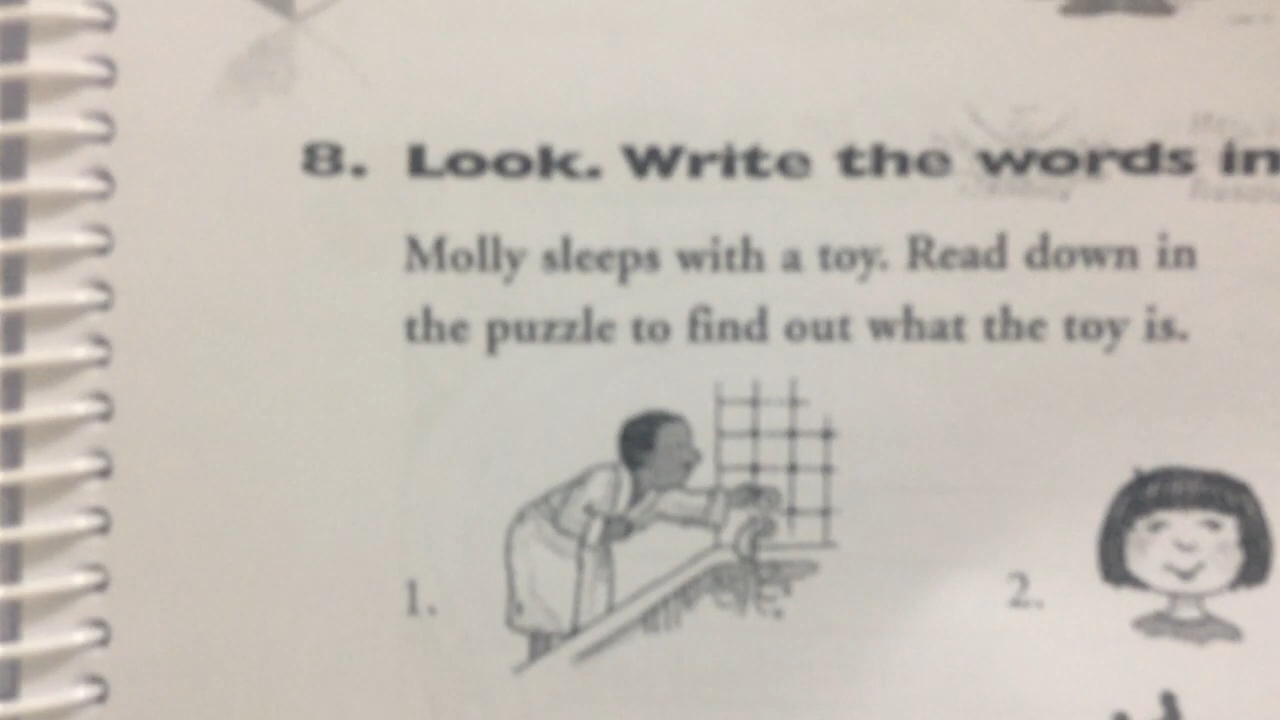 8. Look. Write the words in
Molly sleeps with a toy. Read down in
the puzzle to find out what the toy is.
1.
2.